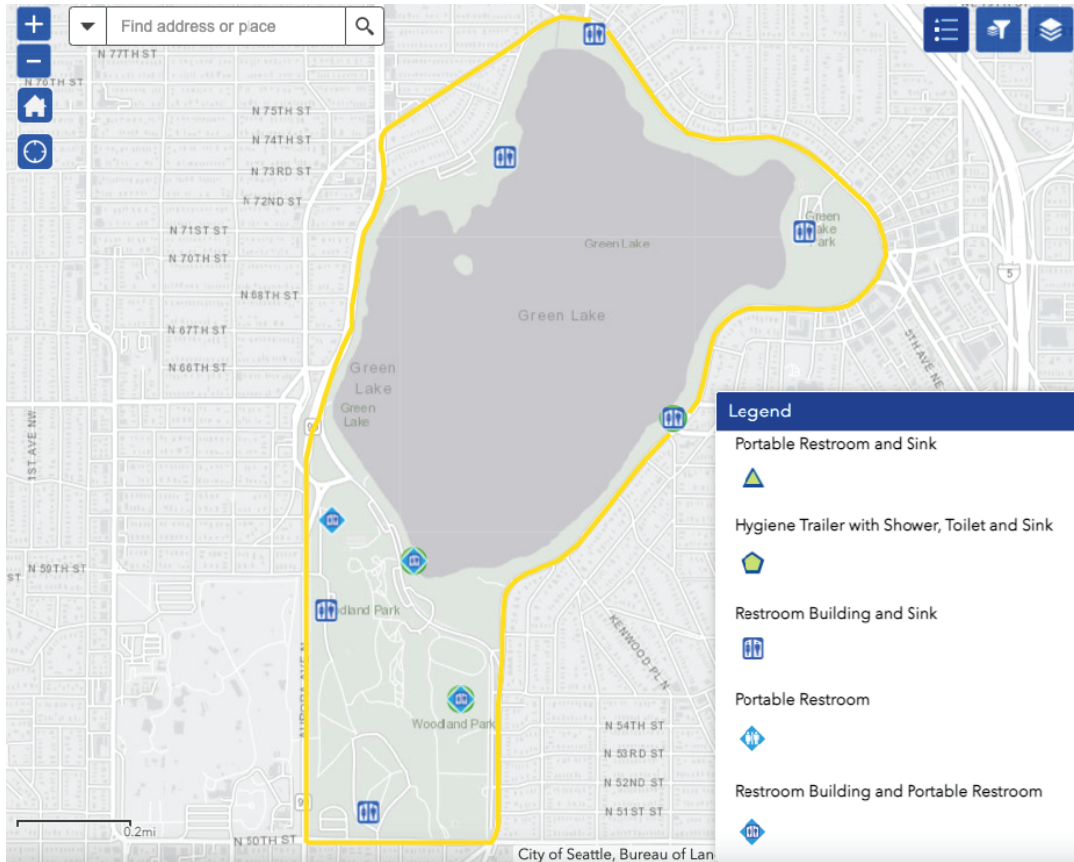 Find address or place
N 77TH ST
N 76TH ST
N 75TH ST
N 74TH ST
N 73RD ST
N 72ND ST
N 71ST ST
N 70TH ST
N 68TH ST
N 67TH ST
N 66TH ST
1ST AVE NW
Green
Lake
Park
Green Lake
Green Lake
Green
Lake
Green
Lake
5
5TH AVE NE
N 59TH ST
ST
dland Park
AURORA AVE N
Woodland Park
KENWOOD PL N
N 54TH ST
N 53RD ST
N 52ND ST
N 51ST ST
N 50TH ST
0.2mi
City of Seattle, Bureau of Lan
Legend
Portable Restroom and Sink
Hygiene Trailer with Shower, Toilet and Sink
Restroom Building and Sink
Portable Restroom
Restroom Building and Portable Restroom